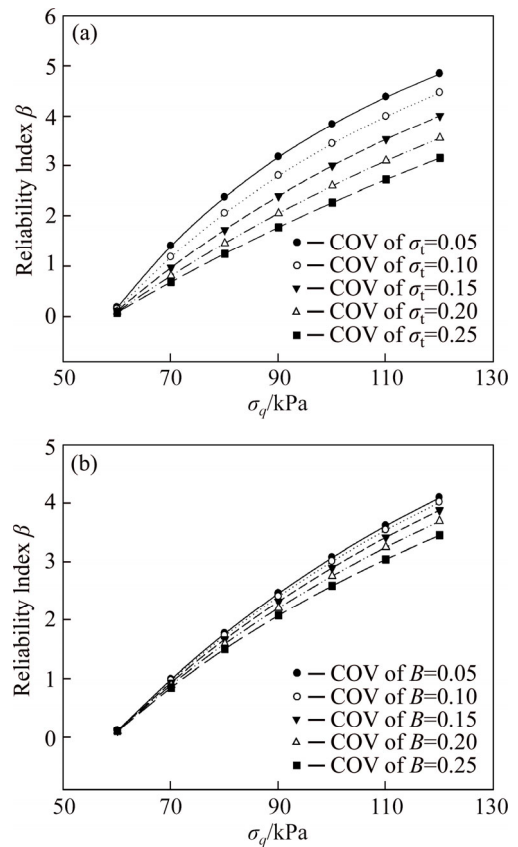 (a)
6
5
4
3
2
1
0
Reliability Index β
COV of σt=0.05
COV of σt=0.10
COV of σt=0.15
COV of σt=0.20
COV of σt=0.25
50 70 90 110 130
σq/kPa
(b)
5
4
3
2
1
0
Reliability Index β
COV of B=0.05
COV of B=0.10
COV of B=0.15
COV of B=0.20
COV of B=0.25
50 70 90 110 130
σq/kPa